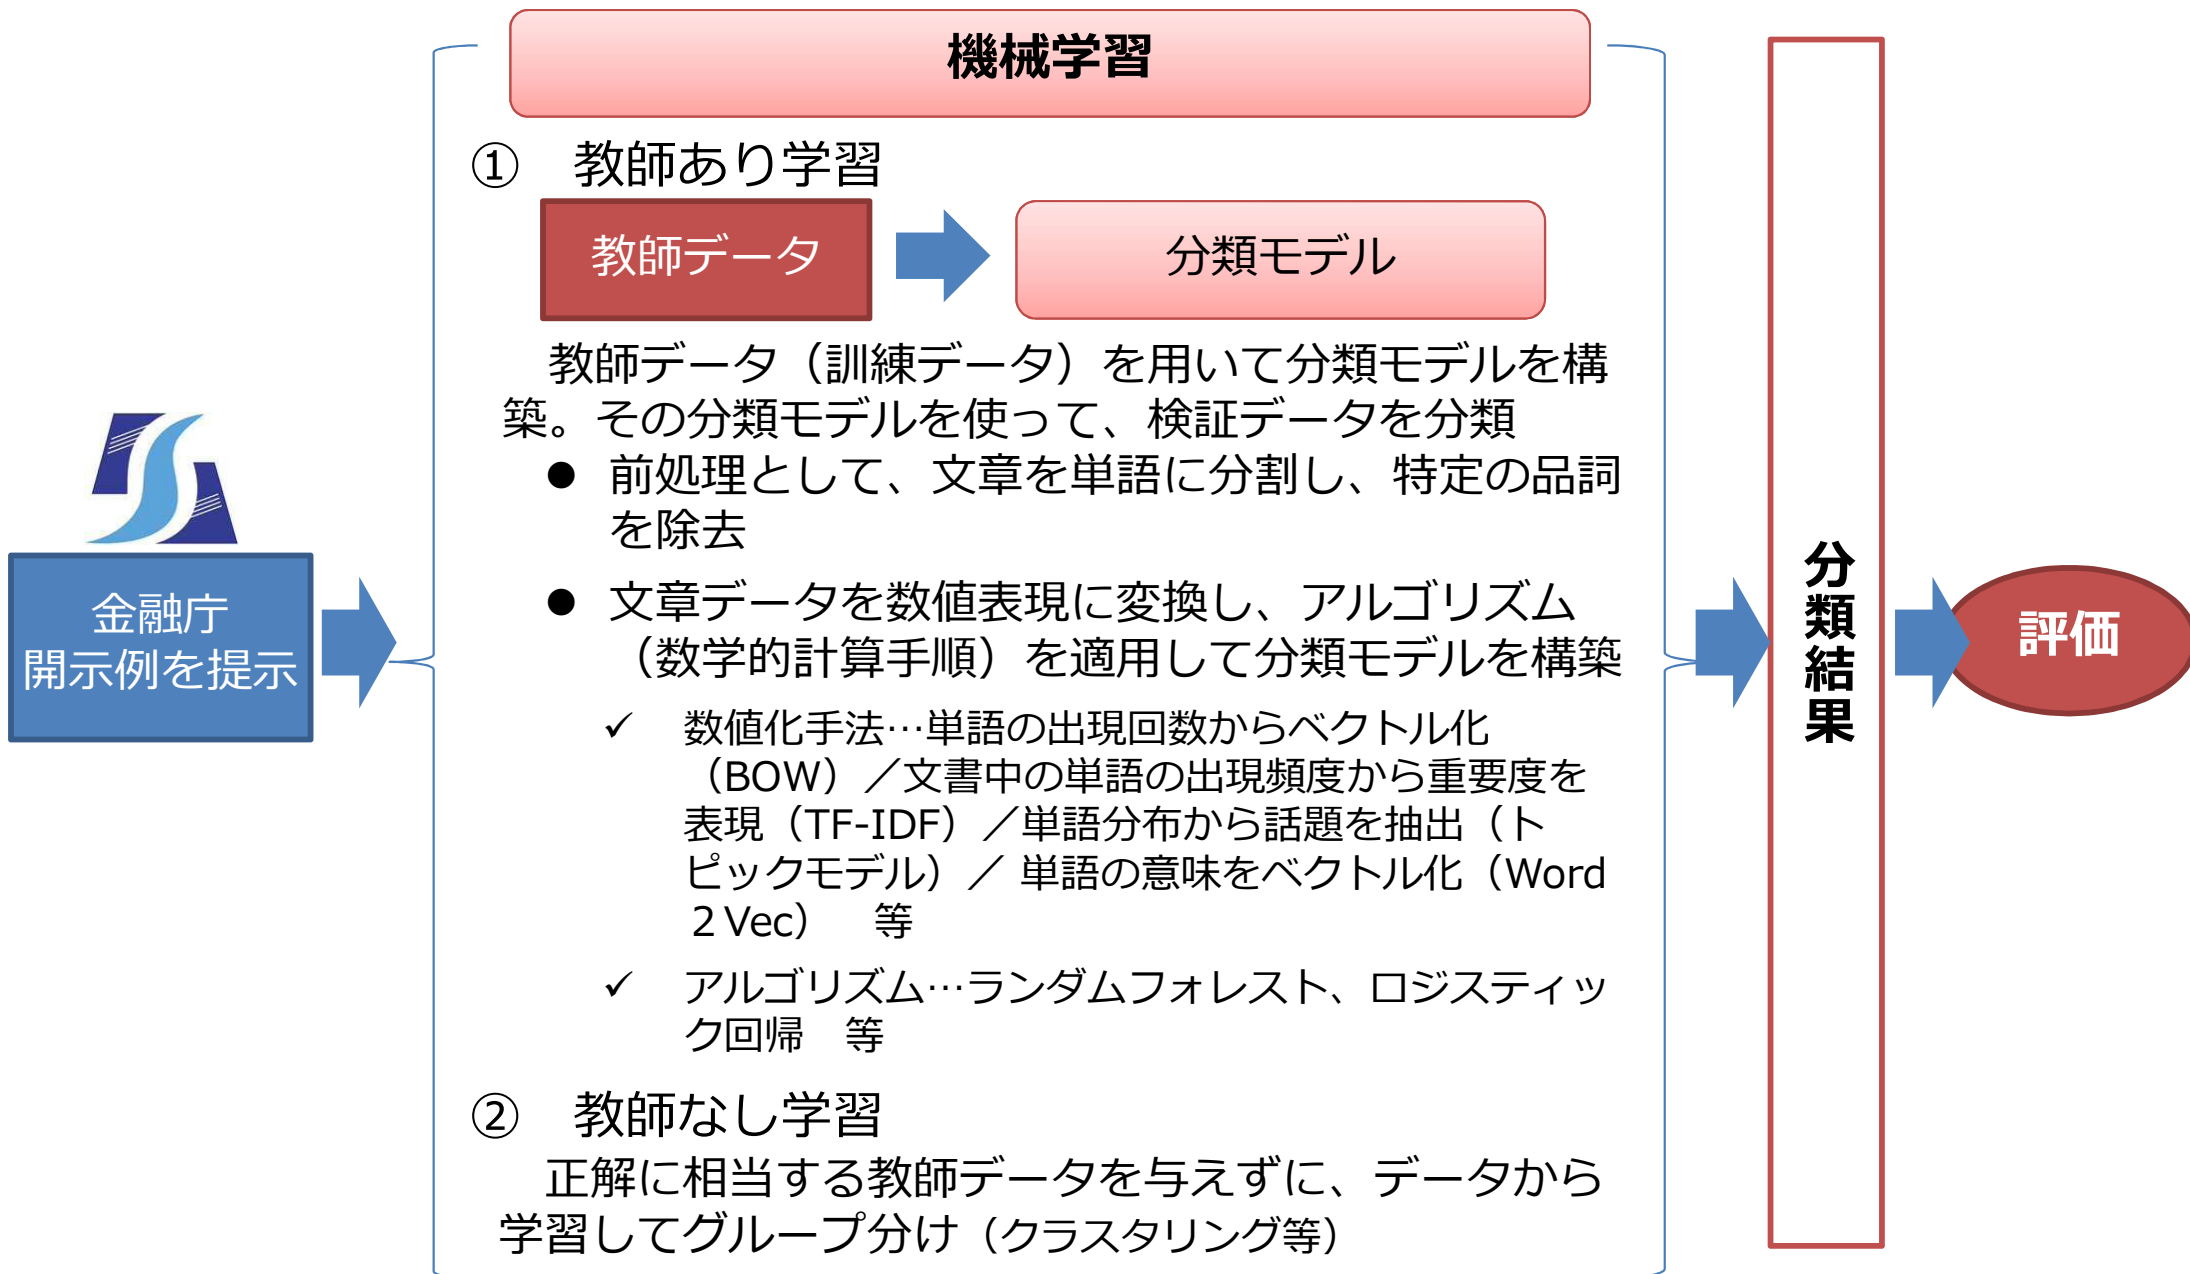 機械学習
① 教師あり学習
教師データ
分類モデル
教師データ（訓練データ）を用いて分類モデルを構
築。その分類モデルを使って、検証データを分類
● 前処理として、文章を単語に分割し、特定の品詞
を除去
● 文章データを数値表現に変換し、アルゴリズム
（数学的計算手順）を適用して分類モデルを構築
✓ 数値化手法…単語の出現回数からベクトル化
（BOW）／文書中の単語の出現頻度から重要度を
表現（TF-IDF）／単語分布から話題を抽出（ト
ピックモデル）／ 単語の意味をベクトル化（Word
２Vec） 等
✓ アルゴリズム…ランダムフォレスト、ロジスティッ
ク回帰 等
② 教師なし学習
正解に相当する教師データを与えずに、データから
学習してグループ分け（クラスタリング等）
金融庁
開示例を提示
分類結果
評価